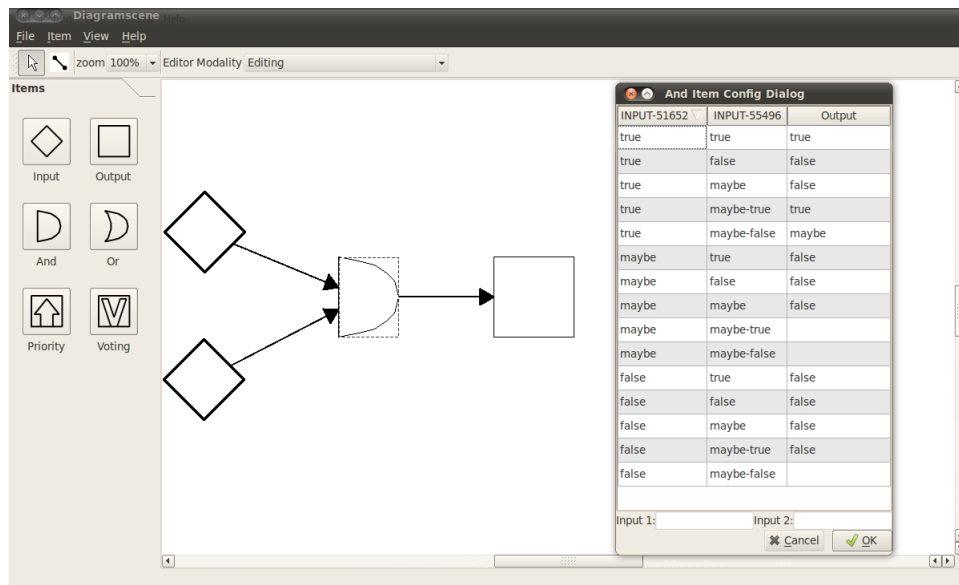 Diagramscene
File Item View Help
zoom 100% Editor Modality Editing
Items
Input Output
And Or
Priority Voting
And Item Config Dialog
INPUT-51652 INPUT-55496 Output
true true true
true false false
true maybe false
true maybe-true true
true maybe-false maybe
maybe true false
maybe false false
maybe maybe false
maybe maybe-true
maybe maybe-false
false true false
false false false
false maybe false
false maybe-true false
false maybe-false
Input 1: Input 2:
Cancel OK